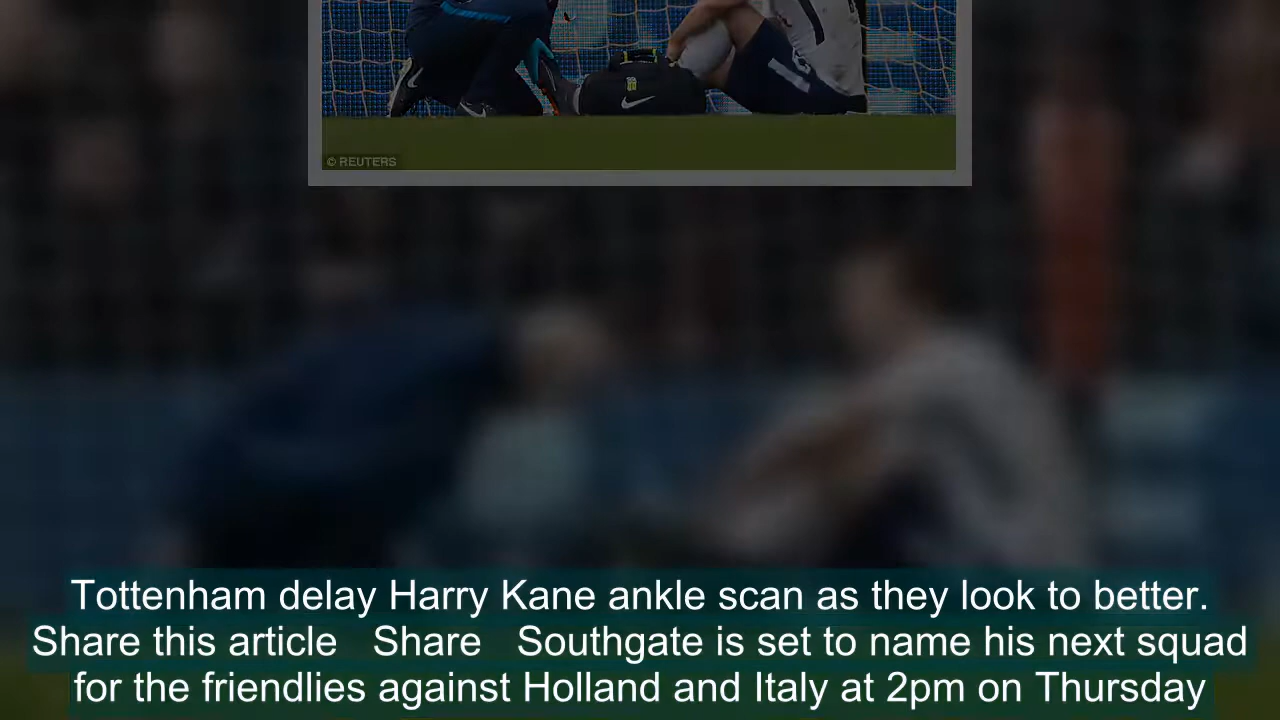 © REUTERS
Tottenham delay Harry Kane ankle scan as they look to better.
Share this article   Share   Southgate is set to name his next squad
for the friendlies against Holland and Italy at 2pm on Thursday